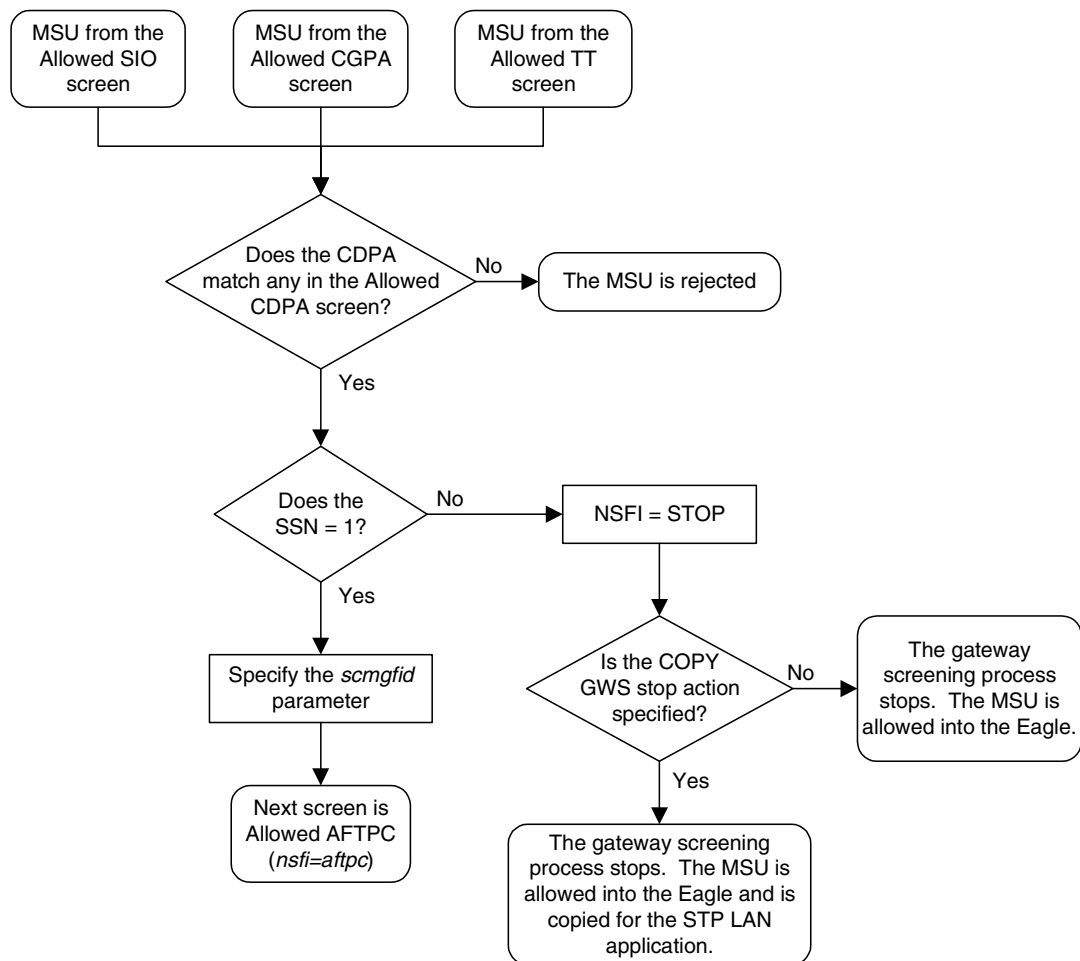 MSU from the
Allowed SIO
screen
MSU from the
Allowed CGPA
screen
MSU from the
Allowed TT
screen
Does the CDPA
match any in the Allowed
CDPA screen?
No
The MSU is rejected
Yes
Does the
SSN = 1?
No
NSFI = STOP
Yes
Specify the scmgfid
parameter
Is the COPY
GWS stop action
specified?
No
The gateway
screening process
stops.  The MSU is
allowed into the Eagle.
Yes
Next screen is
Allowed AFTPC
(nsfi=aftpc)
The gateway screening
process stops.  The MSU is
allowed into the Eagle and is
copied for the STP LAN
application.